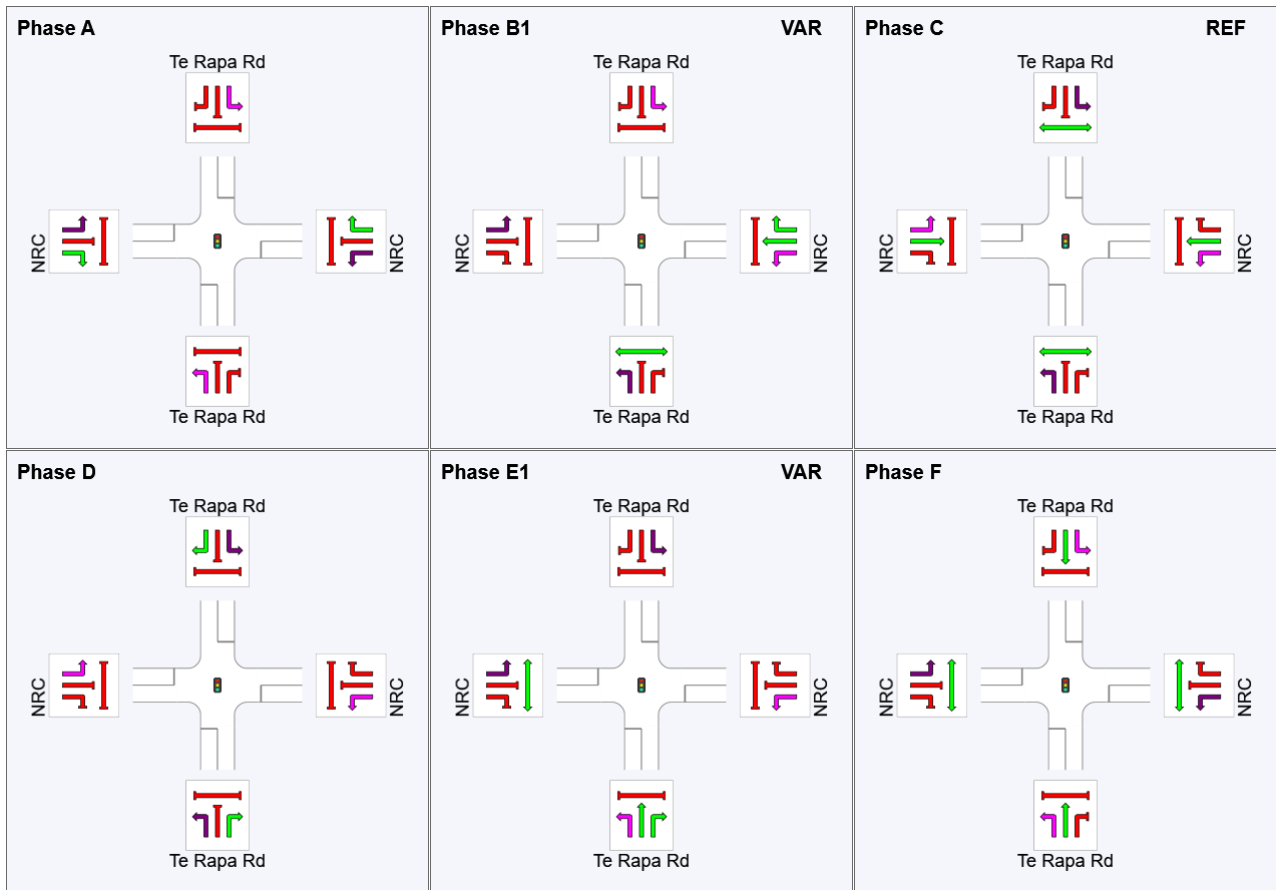 Phase A
Te Rapa Rd
NRC
NRC
Te Rapa Rd
Phase B1
VAR
Te Rapa Rd
NRC
NRC
Te Rapa Rd
Phase C
REF
Te Rapa Rd
NRC
NRC
Te Rapa Rd
Phase D
Te Rapa Rd
NRC
NRC
Te Rapa Rd
Phase E1
VAR
Te Rapa Rd
NRC
NRC
Te Rapa Rd
Phase F
Te Rapa Rd
NRC
NRC
Te Rapa Rd